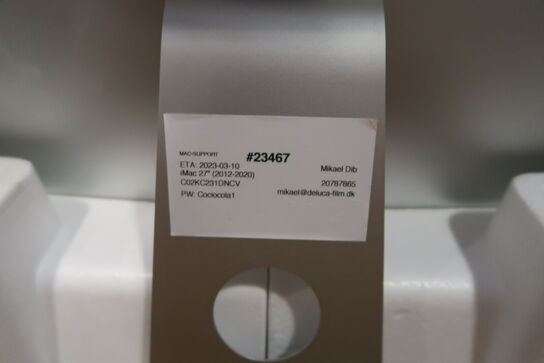 MAC-SUPPORT #23467
ETA: 2023-03-10 Mikael Dib
iMac 27" (2012-2020)
C02KC231DNCV 20787865
PW: Cociocola1 mikael@deluca-film.dk